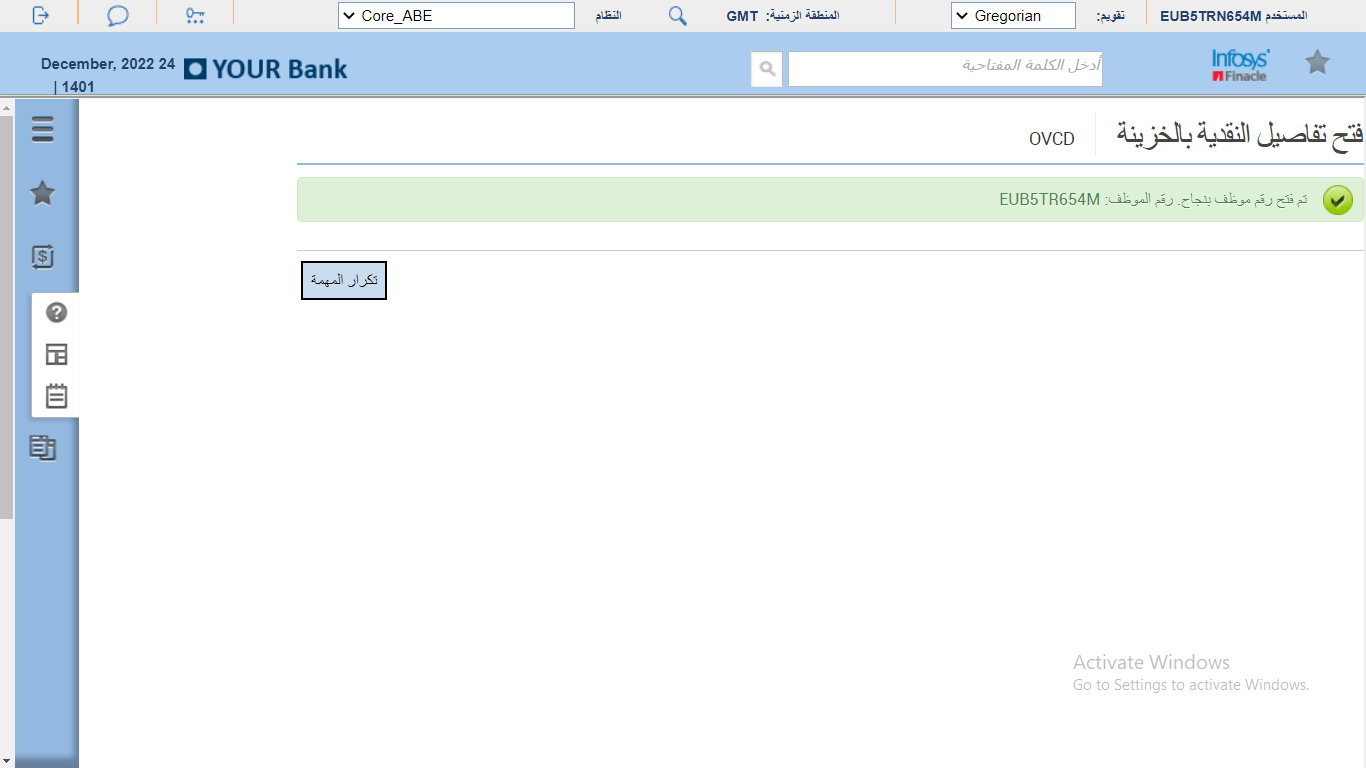 المستخدم EUB5TRN654M
تقويم: Gregorian
المنطقة الزمنية: GMT
النظام Core_ABE
Infosys
Finacle
أدخل الكلمة المفتاحية
YOUR Bank
December, 2022 24
| 1401
فتح تفاصيل النقدية بالخزينة
OVCD
تم فتح رقم موظف بنجاح. رقم الموظف: EUB5TR654M
تكرار المهمة
Activate Windows
Go to Settings to activate Windows.